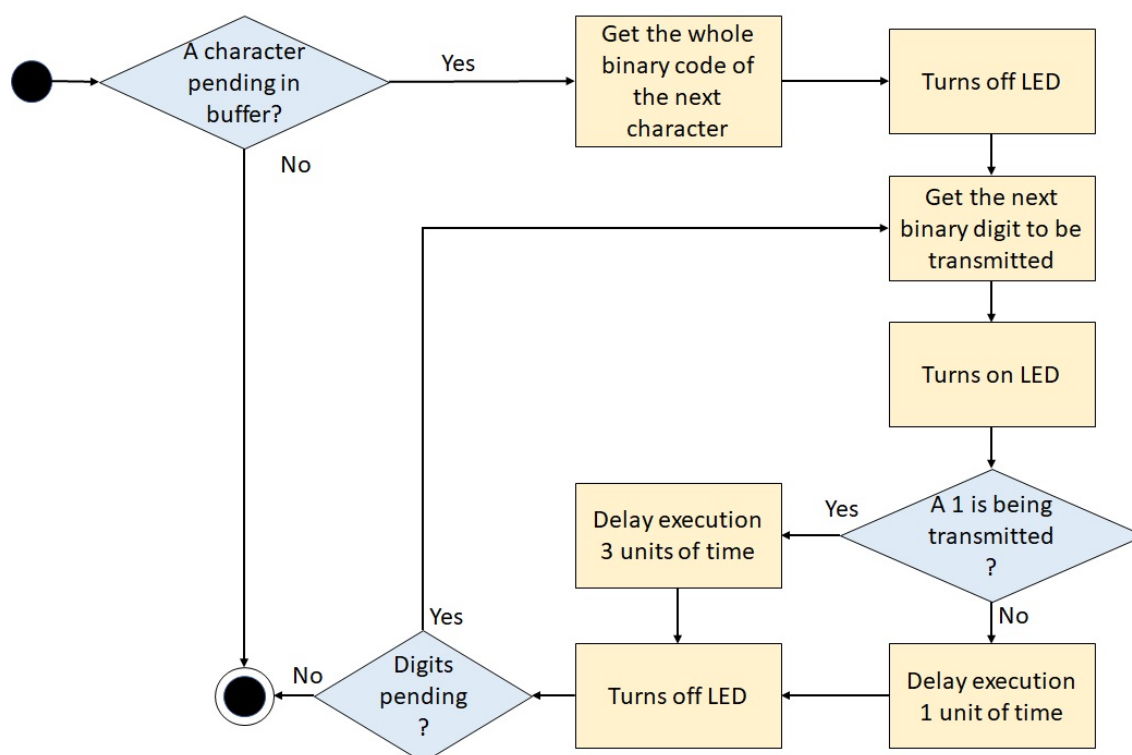 A character
pending in
buffer?
Yes
No
Get the whole
binary code of
the next
character
Turns off LED
Get the next
binary digit to be
transmitted
Turns on LED
A 1 is being
transmitted
?
Yes
No
Delay execution
3 units of time
Delay execution
1 unit of time
Turns off LED
Digits
pending
?
Yes
No